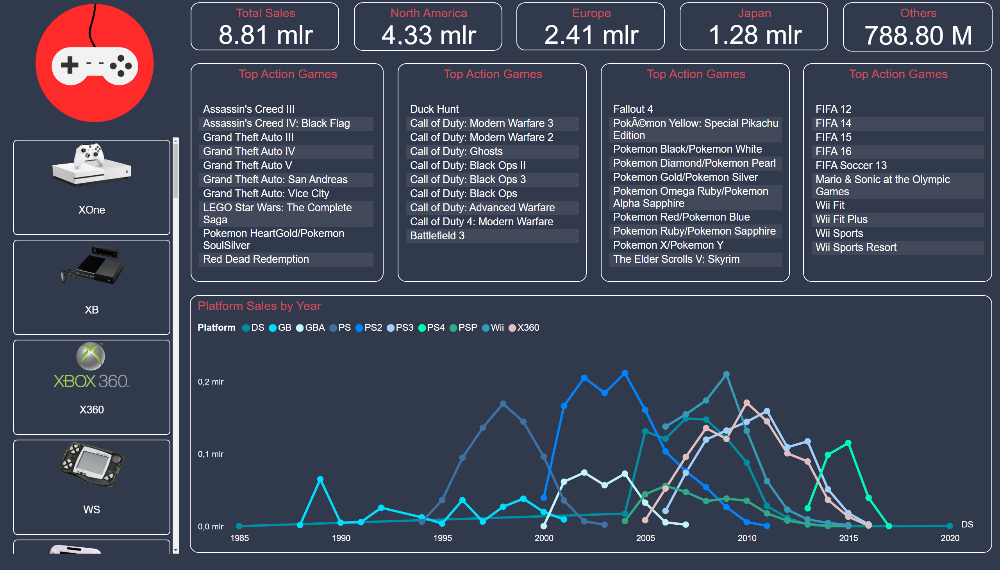 Total Sales
8.81 mlr
North America
4.33 mlr
Europe
2.41 mlr
Japan
1.28 mlr
Others
788.80 M
XOne
XB
XBOX 360™
X360
WS
Top Action Games
Assassin's Creed III
Assassin's Creed IV: Black Flag
Grand Theft Auto III
Grand Theft Auto IV
Grand Theft Auto V
Grand Theft Auto: San Andreas
Grand Theft Auto: Vice City
LEGO Star Wars: The Complete
Saga
Pokemon HeartGold/Pokemon
SoulSilver
Red Dead Redemption
Top Action Games
Duck Hunt
Call of Duty: Modern Warfare 3
Call of Duty: Modern Warfare 2
Call of Duty: Ghosts
Call of Duty: Black Ops II
Call of Duty: Black Ops 3
Call of Duty: Black Ops
Call of Duty: Advanced Warfare
Call of Duty 4: Modern Warfare
Battlefield 3
Top Action Games
Fallout 4
PokÃ©mon Yellow: Special Pikachu
Edition
Pokemon Black/Pokemon White
Pokemon Diamond/Pokemon Pearl
Pokemon Gold/Pokemon Silver
Pokemon Omega Ruby/Pokemon
Alpha Sapphire
Pokemon Red/Pokemon Blue
Pokemon Ruby/Pokemon Sapphire
Pokemon X/Pokemon Y
The Elder Scrolls V: Skyrim
Top Action Games
FIFA 12
FIFA 14
FIFA 15
FIFA 16
FIFA Soccer 13
Mario & Sonic at the Olympic
Games
Wii Fit
Wii Fit Plus
Wii Sports
Wii Sports Resort
Platform Sales by Year
Platform DS GB GBA PS PS2 PS3 PS4 PSP Wii X360
0,2 mlr
0,1 mlr
0,0 mlr
DS
1985 1990 1995 2000 2005 2010 2015 2020